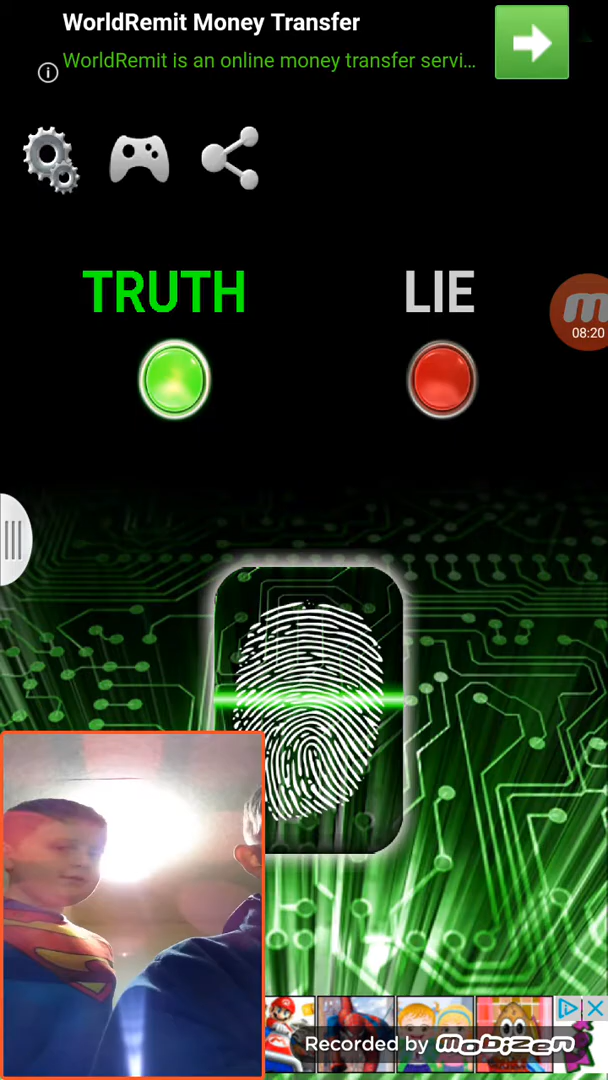 WorldRemit Money Transfer
WorldRemit is an online money transfer servi...
TRUTH
LIE
08:20
Recorded by mobizen